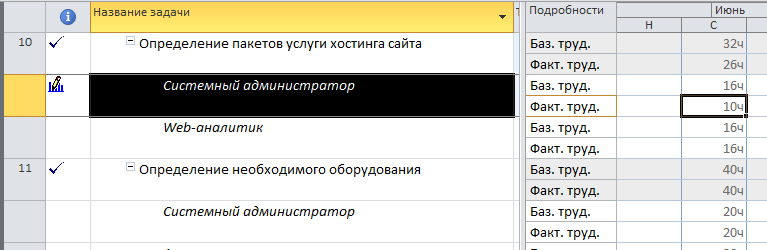 Название задачи Т Подробности Июнь
Н С
10 Определение пакетов услуги хостинга сайта Баз. труд. 32ч
Факт. труд. 26ч
Системный администратор Баз. труд. 16ч
Факт. труд. 10ч
Web-аналитик Баз. труд. 16ч
Факт. труд. 16ч
11 Определение необходимого оборудования Баз. труд. 40ч
Факт. труд. 40ч
Системный администратор Баз. труд. 20ч
Факт. труд. 20ч